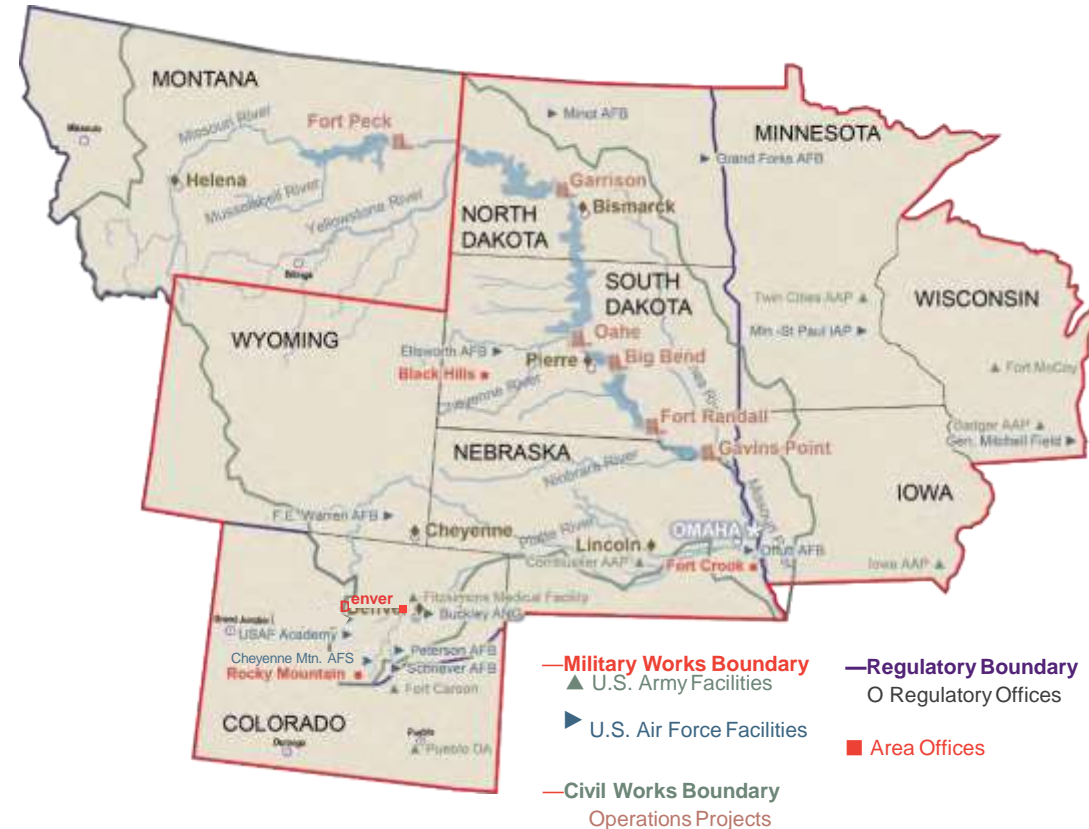 MONTANA
Missouri River
Fort Peck
Missoula
Helena
Musselshell River
Yellowstone River
Billings
Minot AFB
MINNESOTA
Grand Forks AFB
Garrison
Bismarck
NORTH
DAKOTA
SOUTH
DAKOTA
Twin Cities AAP
WISCONSIN
Min -St Paul IAP
WYOMING
Oahe
Ellsworth AFB
Pierre
Big Bend
Black Hills
Cheyenne River
River
Fort McCoy
Fort Randall
Badger AAP
Gen. Mitchell Field
NEBRASKA
Gavins Point
Niobrara River
IOWA
Missouri
F.E. Warren AFB
Cheyenne
Platte River
OMAHA
Lincoln
Offutt AFB
Cornhusker AAP
Fort Crook
Iowa AAP
Denver
Denver
Fitzsimons Medical Facility
Buckley ANG
Grand Junction
USAF Academy
Cheyenne Mtn. AFS
Peterson AFB
Rocky Mountain
Schriever AFB
Fort Carson
COLORADO
Durango
Pueblo
Pueblo DA
Military Works Boundary
U.S. Army Facilities
U.S. Air Force Facilities
Civil Works Boundary
Operations Projects
Regulatory Boundary
O Regulatory Offices
Area Offices